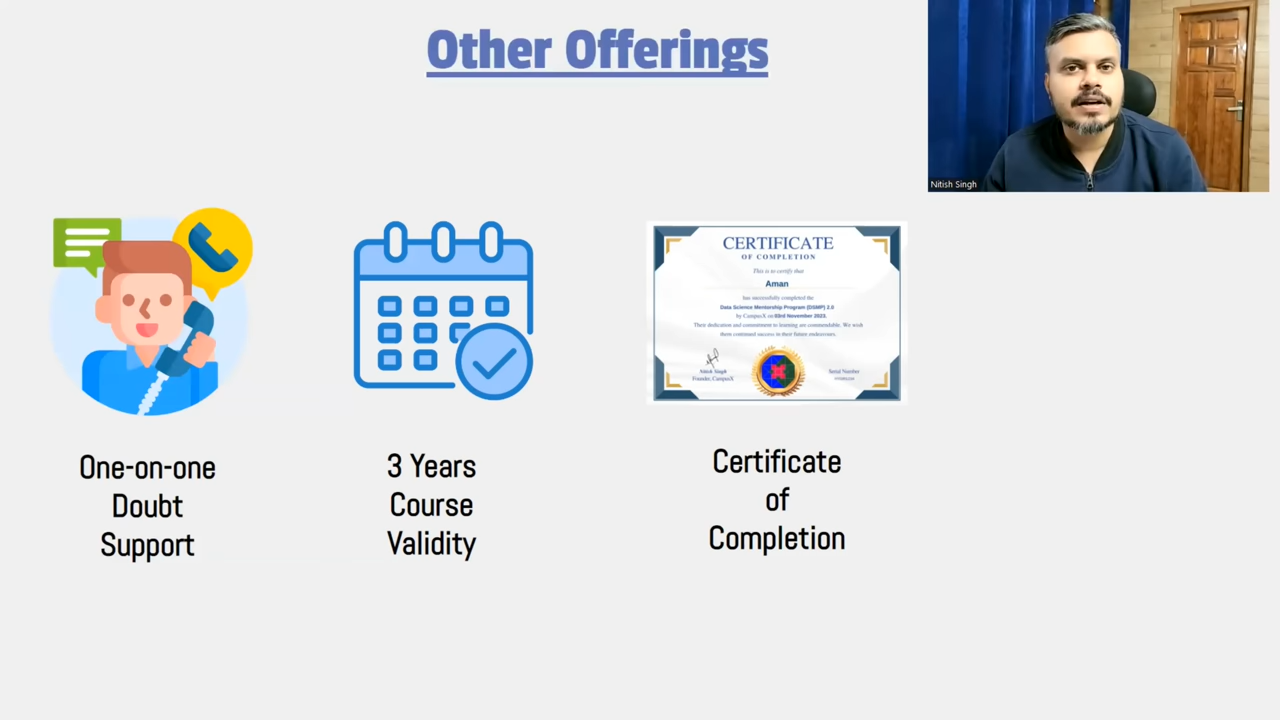 Other Offerings
Nitish Singh
CERTIFICATE
OF COMPLETION
This is to certify that
Aman
has successfully completed the
Data Science Mentorship Program (DSMP) 2.0
by CampusX on 03rd November 2023.
Their dedication and commitment to learning are commendable. We wish
them continued success in their future endeavours.
Nitish Singh
Founder, CampusX
Serial Number
One-on-one
Doubt
Support
3 Years
Course
Validity
Certificate
of
Completion